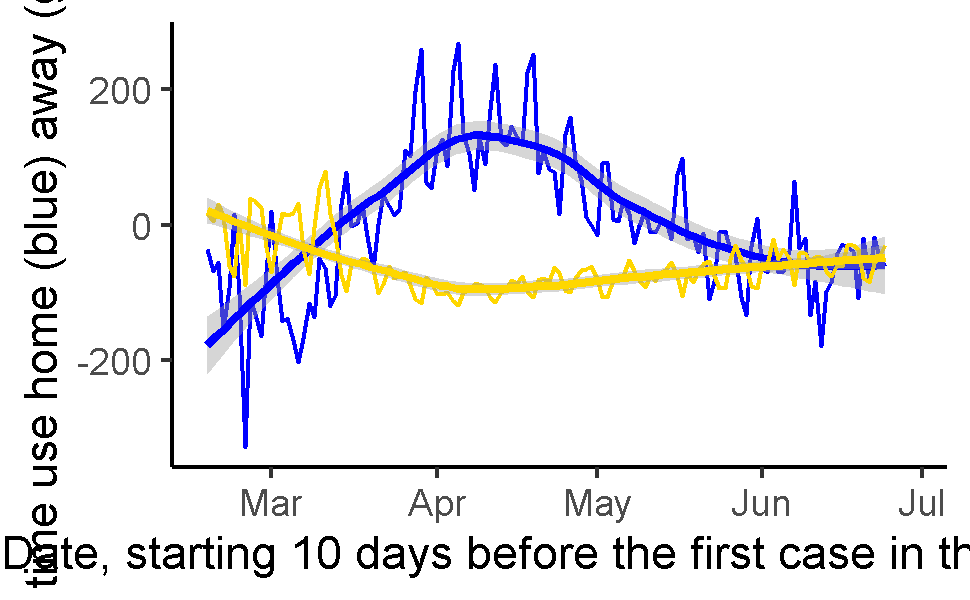 time use home (blue) away (
200
0
-200
Mar Apr May Jun Jul
Date, starting 10 days before the first case in th